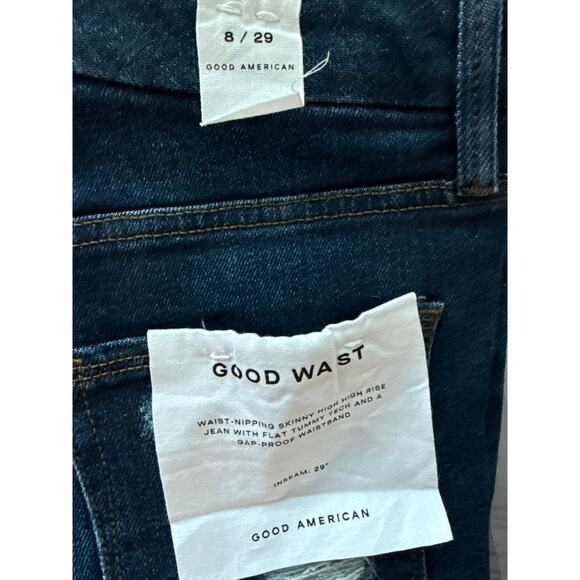 8 / 29
GOOD AMERICAN
GOOD WAST
WAIST-NIPPING SKINNY HIGH HIGH RISE
JEAN WITH FLAT TUMMY TECH AND A
GAP-PROOF WAISTBAND
INSEAM: 29"
GOOD AMERICAN